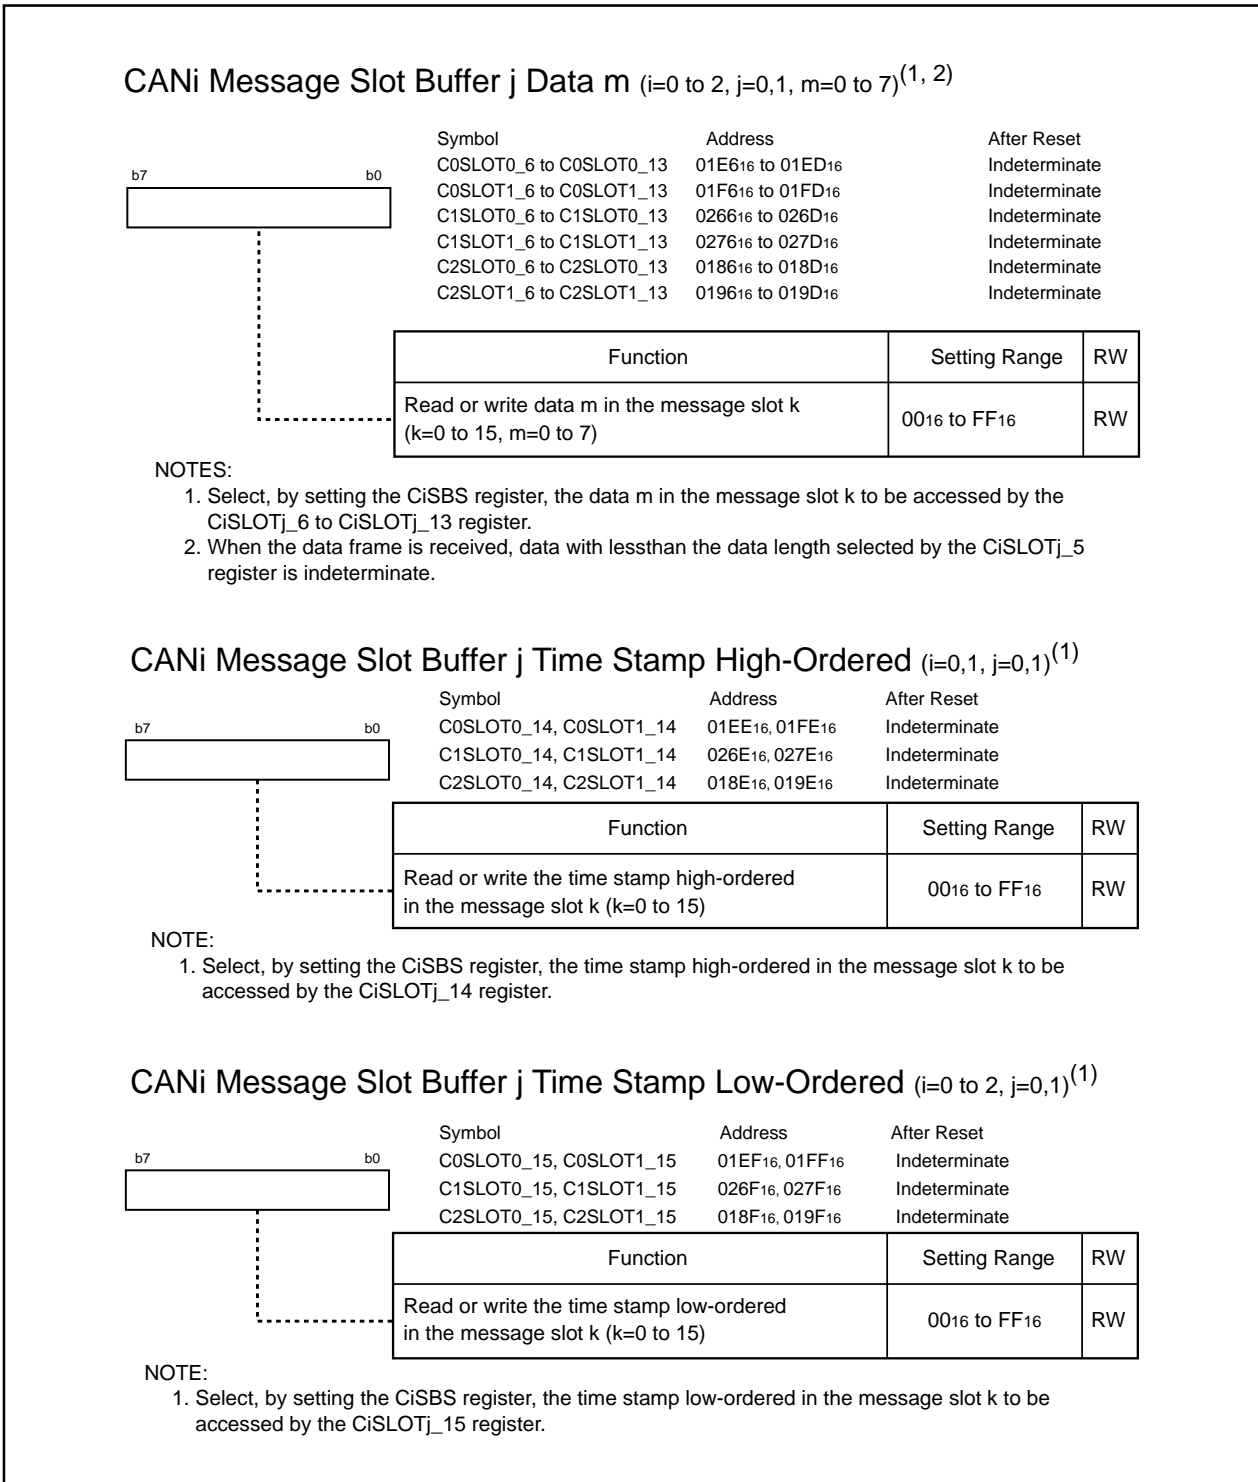 CANi Message Slot Buffer j Data m (i=0 to 2, j=0,1, m=0 to 7)(1, 2)
Symbol Address After Reset
C0SLOT0_6 to C0SLOT0_13 01E616 to 01ED16 Indeterminate
C0SLOT1_6 to C0SLOT1_13 01F616 to 01FD16 Indeterminate
C1SLOT0_6 to C1SLOT0_13 026616 to 026D16 Indeterminate
C1SLOT1_6 to C1SLOT1_13 027616 to 027D16 Indeterminate
C2SLOT0_6 to C2SLOT0_13 018616 to 018D16 Indeterminate
C2SLOT1_6 to C2SLOT1_13 019616 to 019D16 Indeterminate
b7 b0
Function Setting Range RW
Read or write data m in the message slot k
(k=0 to 15, m=0 to 7) 0016 to FF16 RW
NOTES:
1. Select, by setting the CiSBS register, the data m in the message slot k to be accessed by the
CiSLOTj_6 to CiSLOTj_13 register.
2. When the data frame is received, data with lessthan the data length selected by the CiSLOTj_5
register is indeterminate.
CANi Message Slot Buffer j Time Stamp High-Ordered (i=0,1, j=0,1)(1)
Symbol Address After Reset
b7 b0
C0SLOT0_14, C0SLOT1_14 01EE16, 01FE16 Indeterminate
C1SLOT0_14, C1SLOT1_14 026E16, 027E16 Indeterminate
C2SLOT0_14, C2SLOT1_14 018E16, 019E16 Indeterminate
Function Setting Range RW
Read or write the time stamp high-ordered
in the message slot k (k=0 to 15) 0016 to FF16 RW
NOTE:
1. Select, by setting the CiSBS register, the time stamp high-ordered in the message slot k to be
accessed by the CiSLOTj_14 register.
CANi Message Slot Buffer j Time Stamp Low-Ordered (i=0 to 2, j=0,1)(1)
Symbol Address After Reset
b7 b0
C0SLOT0_15, C0SLOT1_15 01EF16, 01FF16 Indeterminate
C1SLOT0_15, C1SLOT1_15 026F16, 027F16 Indeterminate
C2SLOT0_15, C2SLOT1_15 018F16, 019F16 Indeterminate
Function Setting Range RW
Read or write the time stamp low-ordered
in the message slot k (k=0 to 15) 0016 to FF16 RW
NOTE:
1. Select, by setting the CiSBS register, the time stamp low-ordered in the message slot k to be
accessed by the CiSLOTj_15 register.